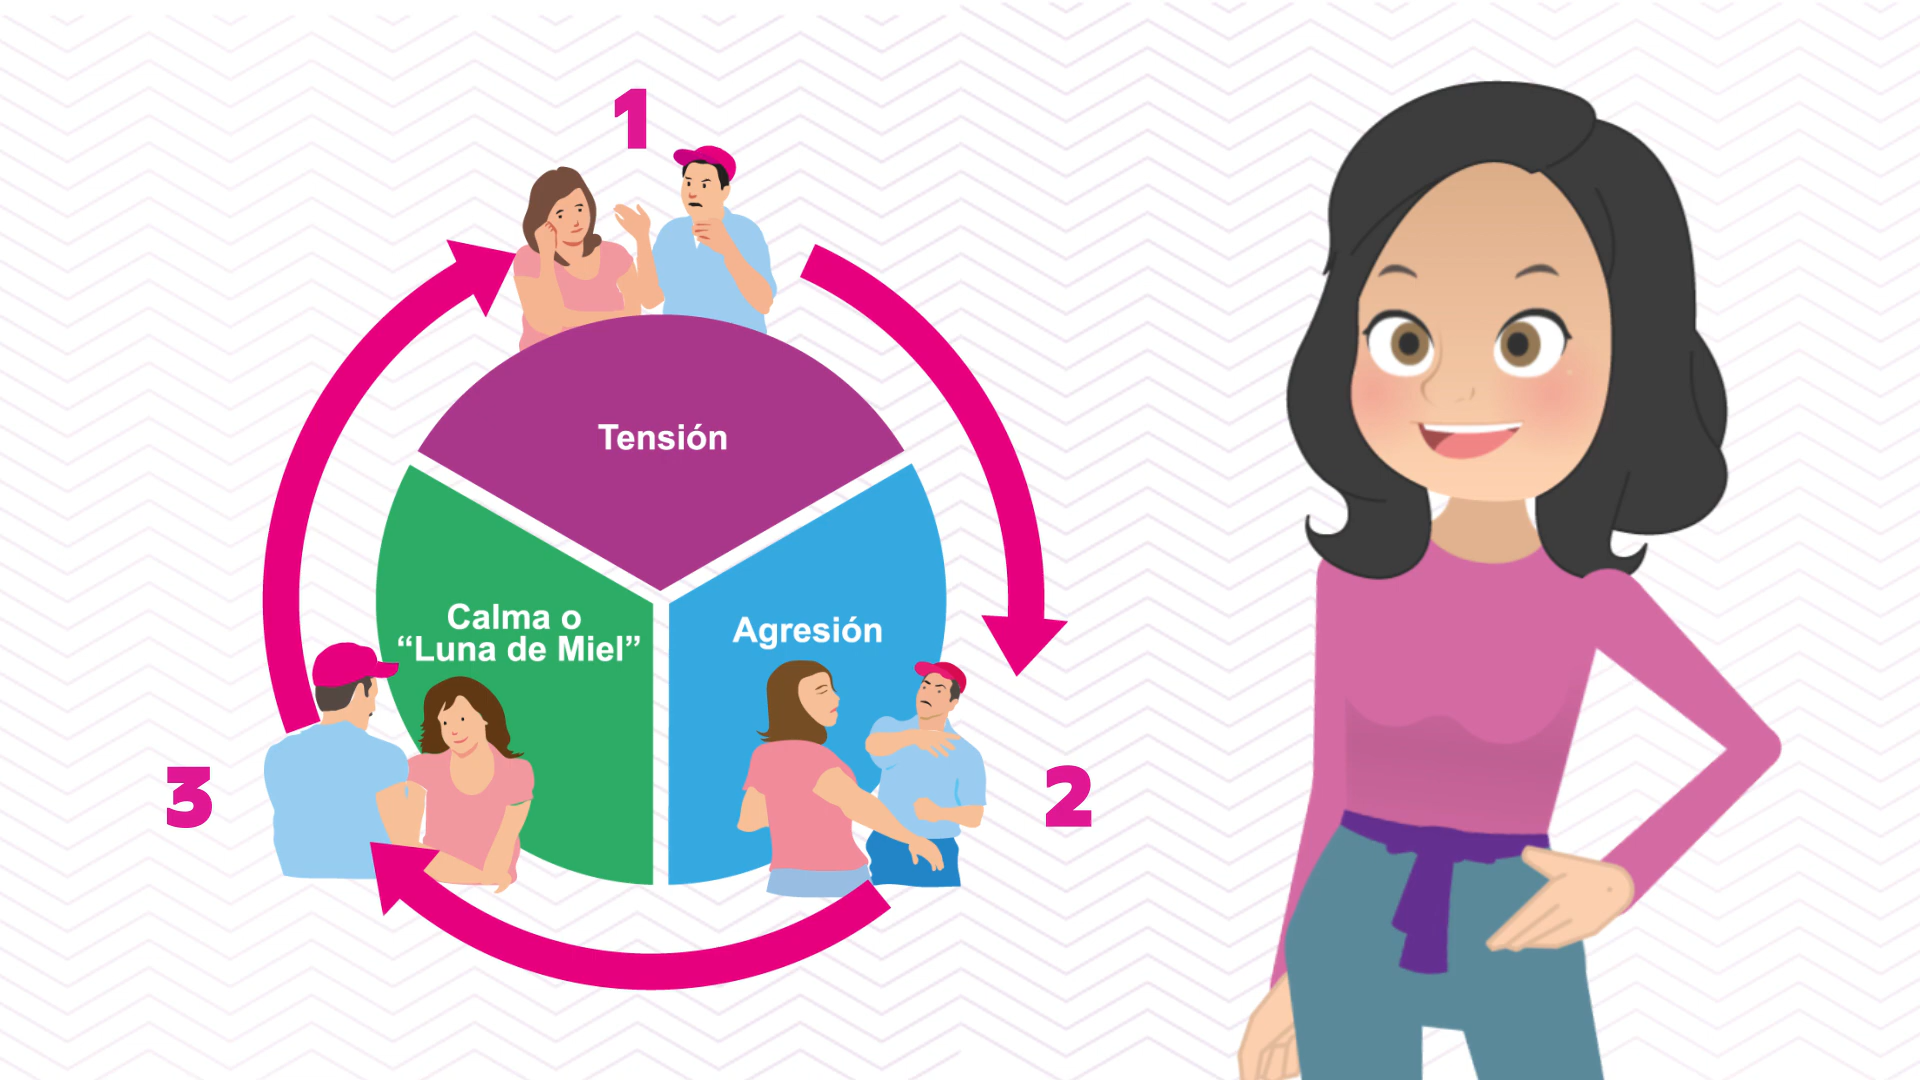 1
Tensión
Agresión
2
Calma o
“Luna de Miel”
3